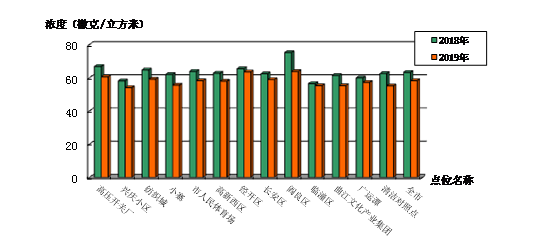 浓度（微克/立方米）
2018年
2019年
80
60
40
20
0
高压开关厂
兴庆小区
纺织城
小寨
市人民体育场
高新西区
经开区
长安区
阎良区
临潼区
曲江文化产业集团
广运潭
清洁对照点
全市
点位名称